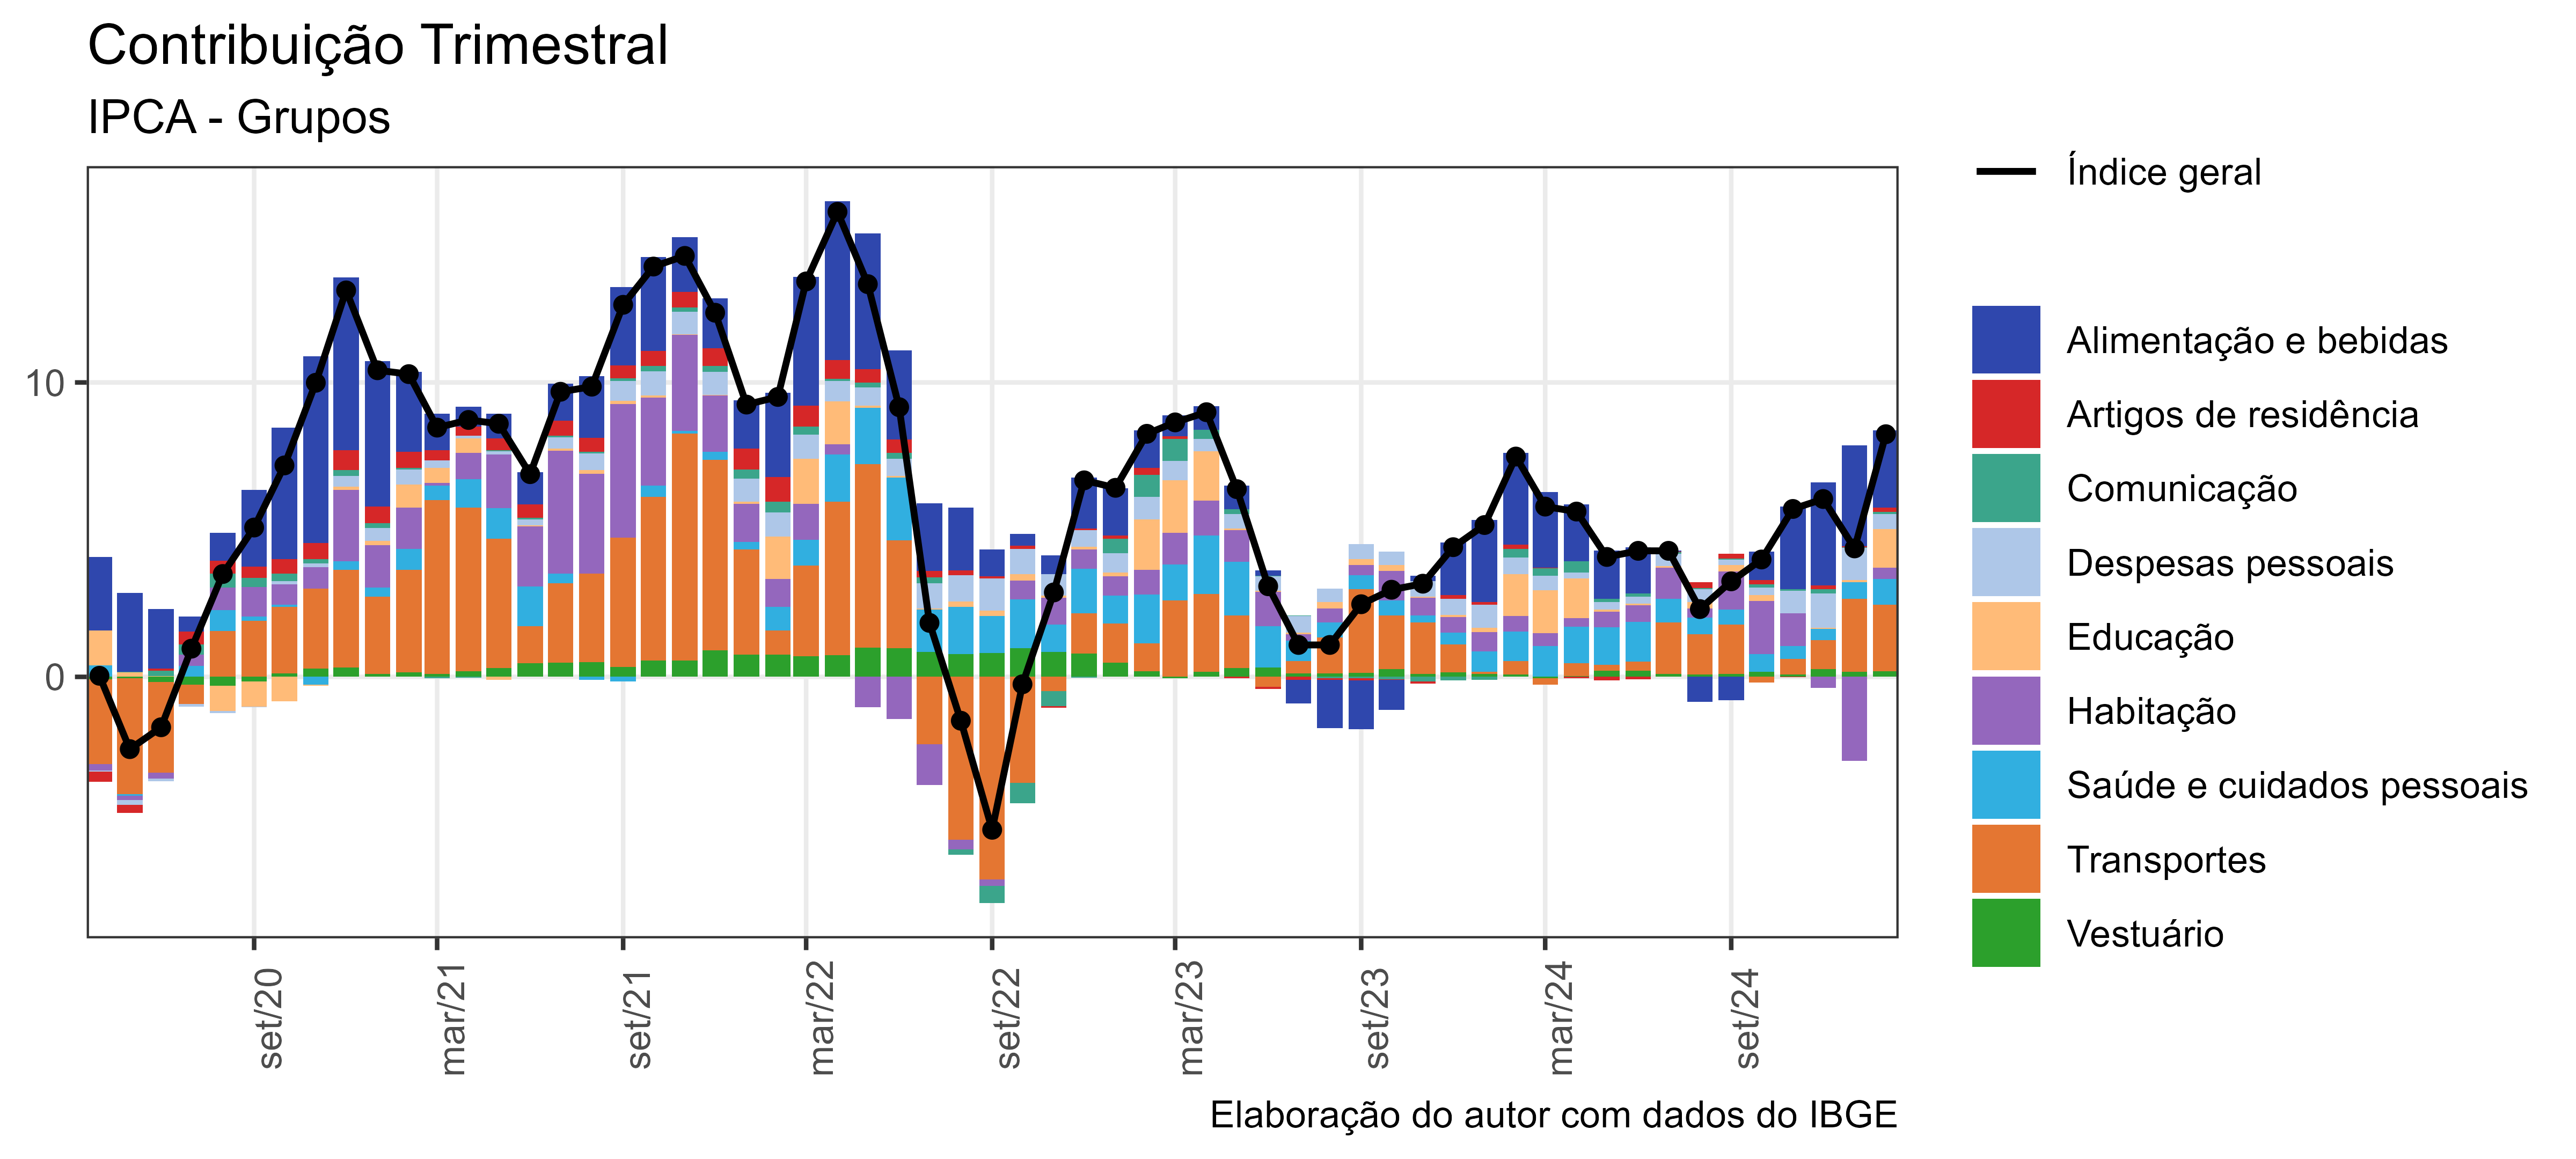 Contribuição Trimestral
IPCA - Grupos
10
0
set/20
mar/21
set/21
mar/22
set/22
mar/23
set/23
mar/24
set/24
Elaboração do autor com dados do IBGE
Índice geral
Alimentação e bebidas
Artigos de residência
Comunicação
Despesas pessoais
Educação
Habitação
Saúde e cuidados pessoais
Transportes
Vestuário